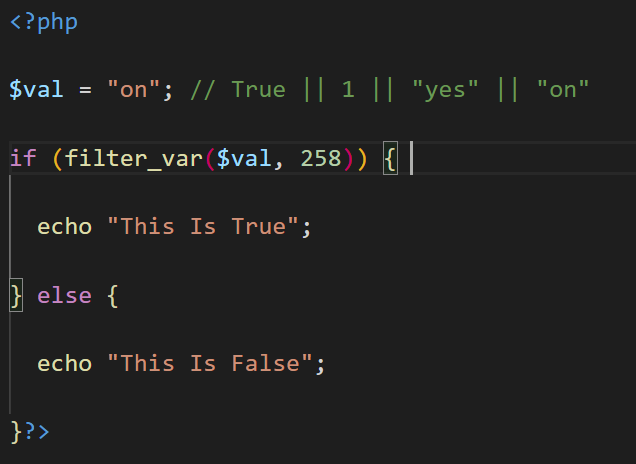 <?php
$val = "on"; // True || 1 || "yes" || "on"
if (filter_var($val, 258)) {
echo "This Is True";
} else {
echo "This Is False";
}?>